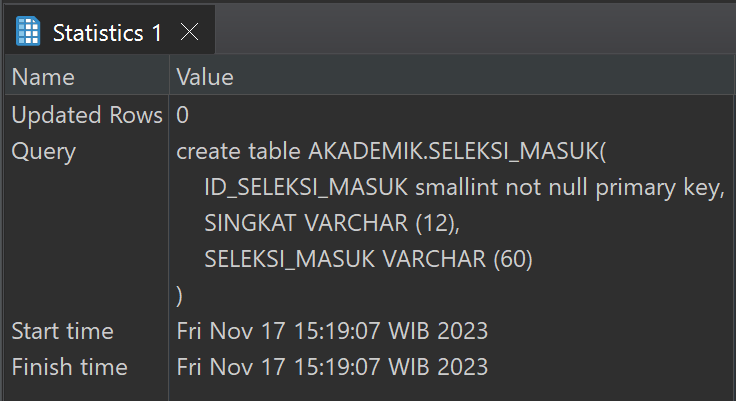 Statistics 1
Name Value
Updated Rows 0
Query create table AKADEMIK.SELEKSI_MASUK(
ID_SELEKSI_MASUK smallint not null primary key,
SINGKAT VARCHAR (12),
SELEKSI_MASUK VARCHAR (60)
)
Start time Fri Nov 17 15:19:07 WIB 2023
Finish time Fri Nov 17 15:19:07 WIB 2023